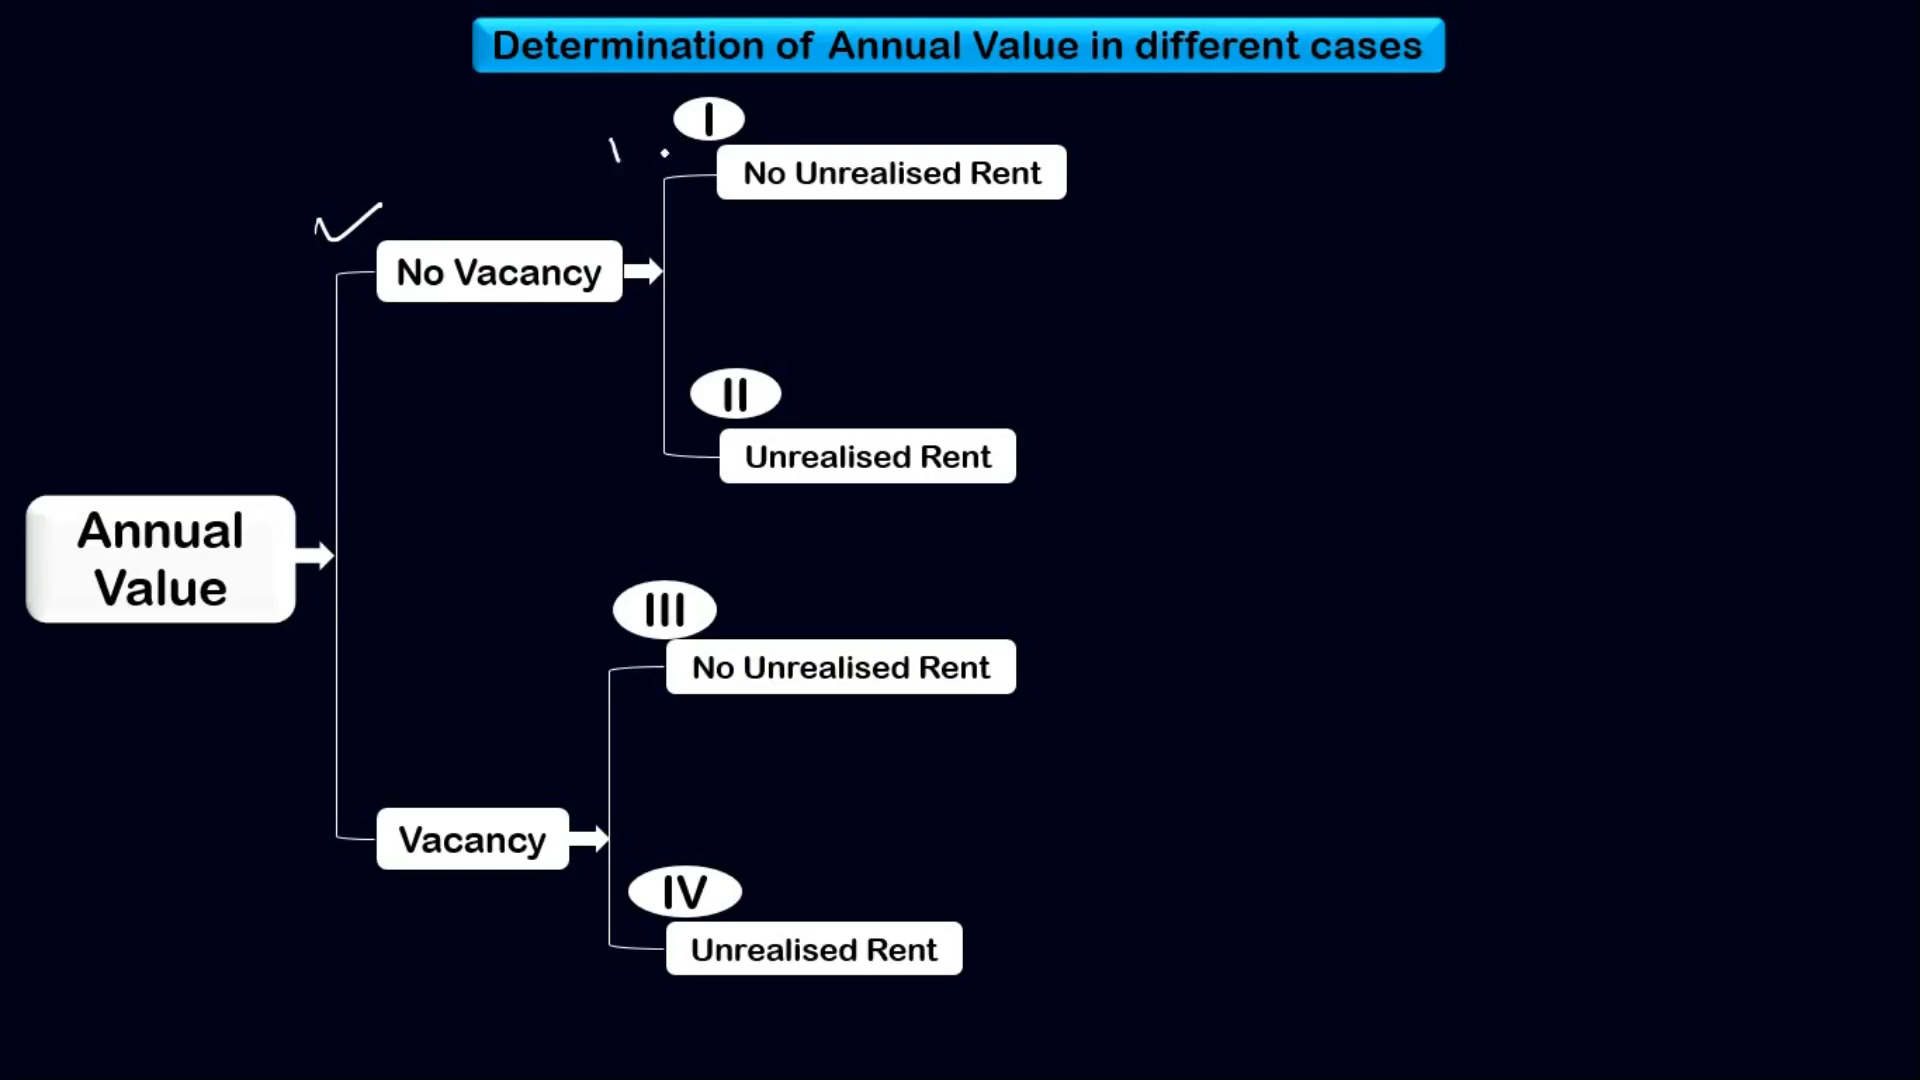 Determination of Annual Value in different cases
I
No Unrealised Rent
No Vacancy
II
Unrealised Rent
Annual
Value
III
No Unrealised Rent
Vacancy
IV
Unrealised Rent